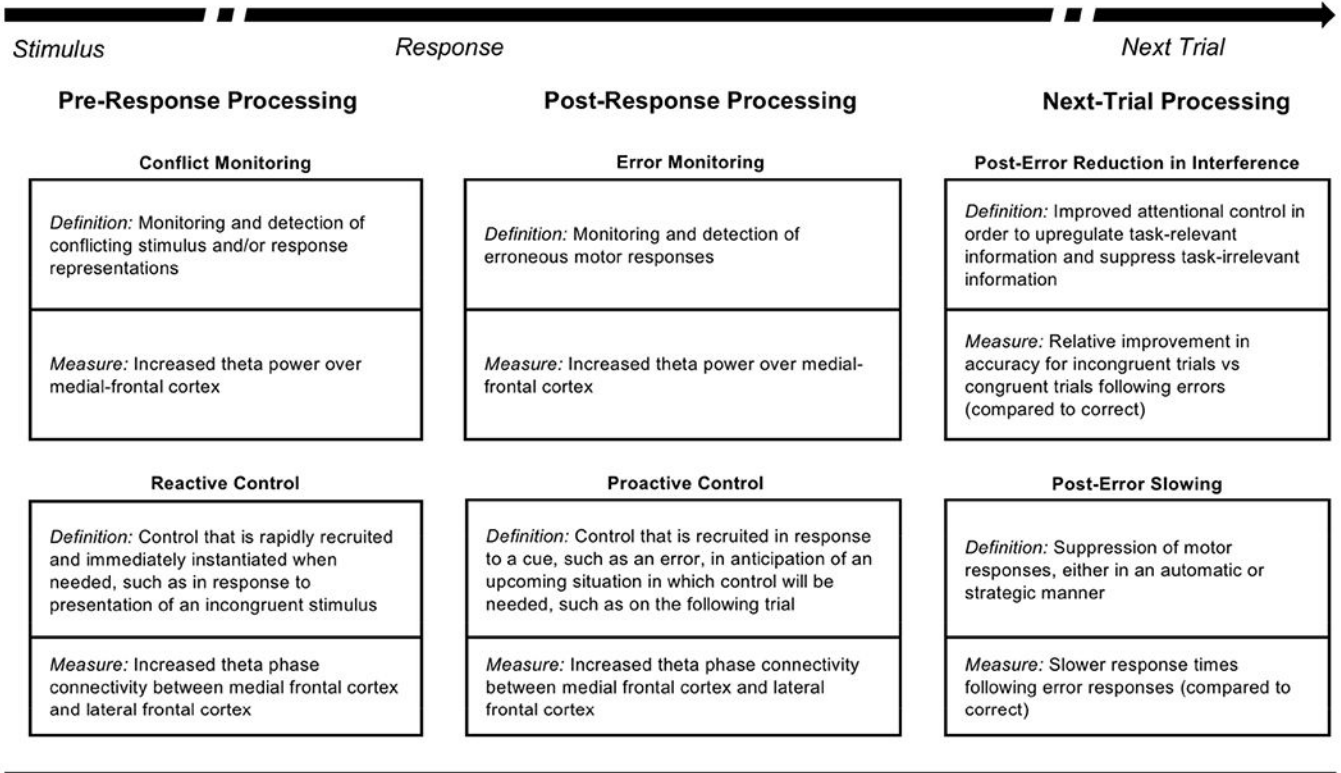 Stimulus
Response
Next Trial
Pre-Response Processing
Post-Response Processing
Next-Trial Processing
Conflict Monitoring
Definition: Monitoring and detection of
conflicting stimulus and/or response
representations
Measure: Increased theta power over
medial-frontal cortex
Error Monitoring
Definition: Monitoring and detection of
erroneous motor responses
Measure: Increased theta power over medial-
frontal cortex
Post-Error Reduction in Interference
Definition: Improved attentional control in
order to upregulate task-relevant
information and suppress task-irrelevant
information
Measure: Relative improvement in
accuracy for incongruent trials vs
congruent trials following errors
(compared to correct)
Reactive Control
Definition: Control that is rapidly recruited
and immediately instantiated when
needed, such as in response to
presentation of an incongruent stimulus
Measure: Increased theta phase
connectivity between medial frontal cortex
and lateral frontal cortex
Proactive Control
Definition: Control that is recruited in response
to a cue, such as an error, in anticipation of an
upcoming situation in which control will be
needed, such as on the following trial
Measure: Increased theta phase connectivity
between medial frontal cortex and lateral
frontal cortex
Post-Error Slowing
Definition: Suppression of motor
responses, either in an automatic or
strategic manner
Measure: Slower response times
following error responses (compared to
correct)